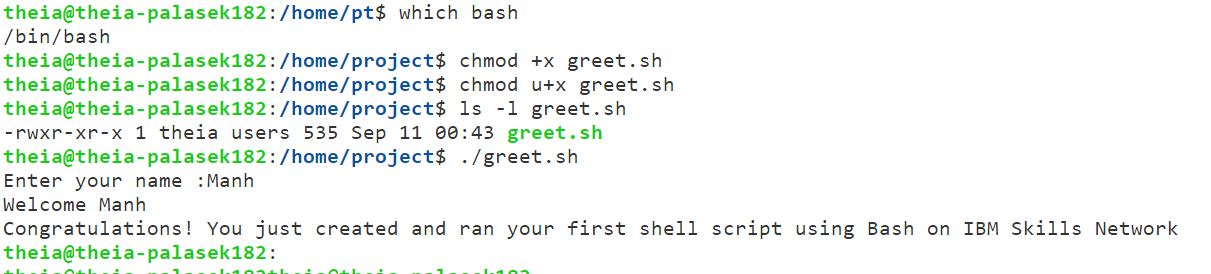 theia@theia-palasek182:/home/pt$ which bash
/bin/bash
theia@theia-palasek182:/home/project$ chmod +x greet.sh
theia@theia-palasek182:/home/project$ chmod u+x greet.sh
theia@theia-palasek182:/home/project$ ls -l greet.sh
-rwxr-xr-x 1 theia users 535 Sep 11 00:43 greet.sh
theia@theia-palasek182:/home/project$ ./greet.sh
Enter your name :Manh
Welcome Manh
Congratulations! You just created and ran your first shell script using Bash on IBM Skills Network
theia@theia-palasek182: